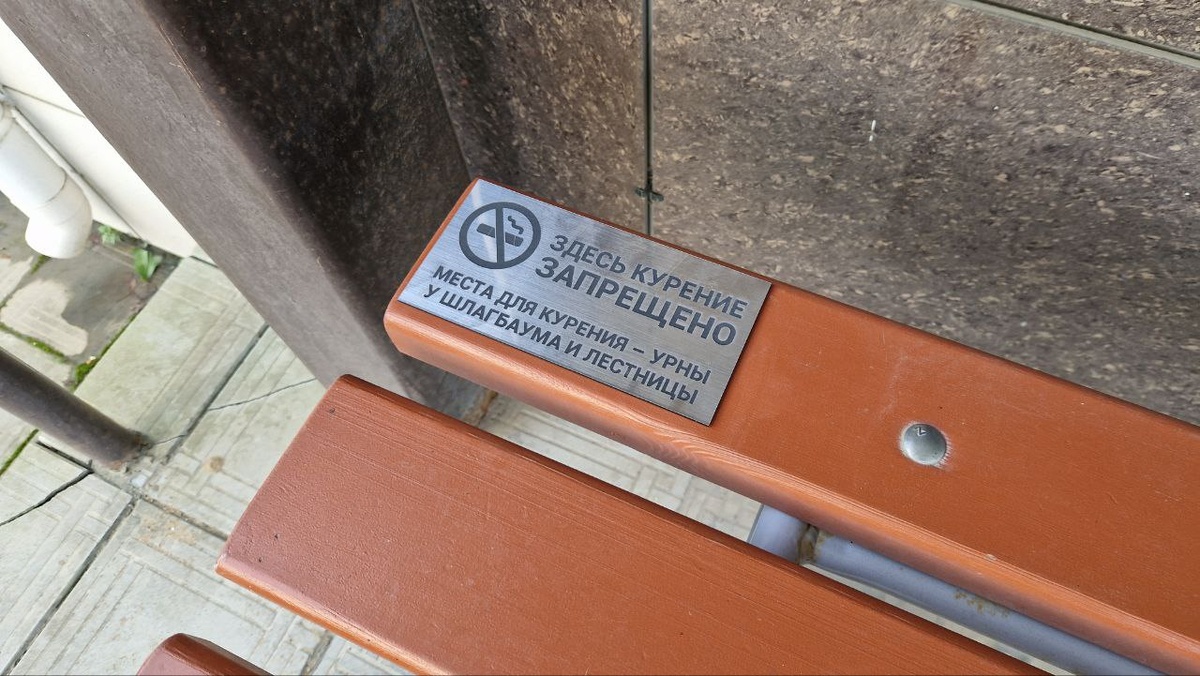 ЗДЕСЬ КУРЕНИЕ
ЗАПРЕЩЕНО
МЕСТА ДЛЯ КУРЕНИЯ – УРНЫ
У ШЛАГБАУМА И ЛЕСТНИЦЫ